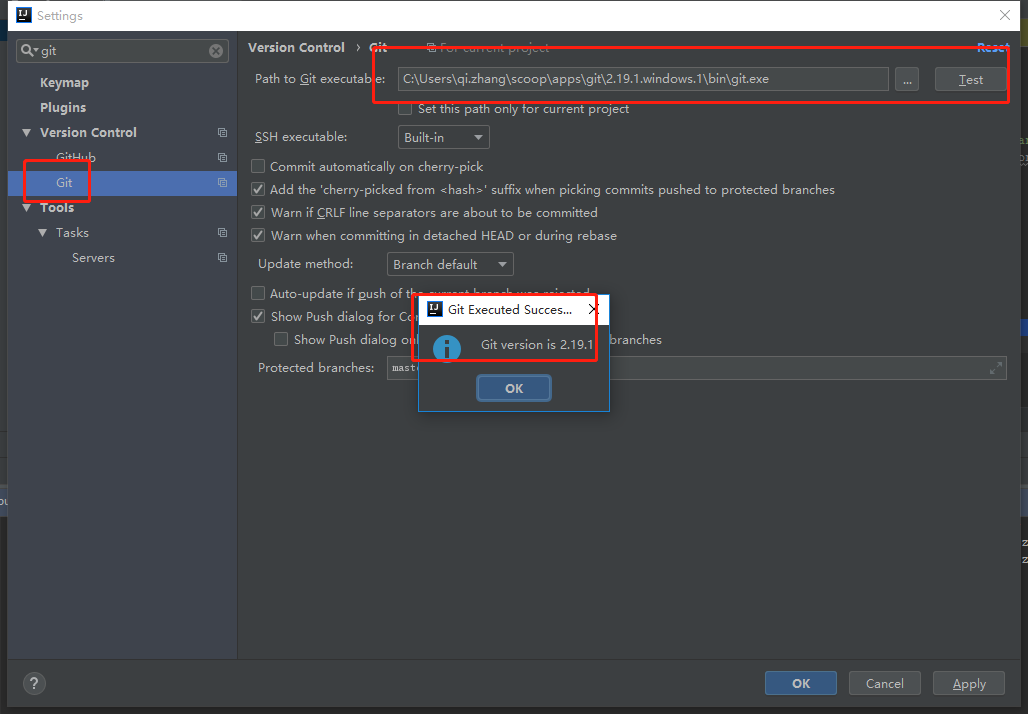 Settings
git
Keymap
Plugins
Version Control
GitHub
Git
Tools
Tasks
Servers
Version Control › Git For current project Reset
Path to Git executable: C:\Users\qi.zhang\scoop\apps\git\2.19.1.windows.1\bin\git.exe ... Test
Set this path only for current project
SSH executable: Built-in
Commit automatically on cherry-pick
Add the 'cherry-picked from <hash>' suffix when picking commits pushed to protected branches
Warn if CRLF line separators are about to be committed
Warn when committing in detached HEAD or during rebase
Update method: Branch default
Auto-update if push of the current branch was rejected
Show Push dialog for
Show Push dialog branches
Protected branches:
Git Executed Succes...
Git version is 2.19.1
OK
?
OK Cancel Apply